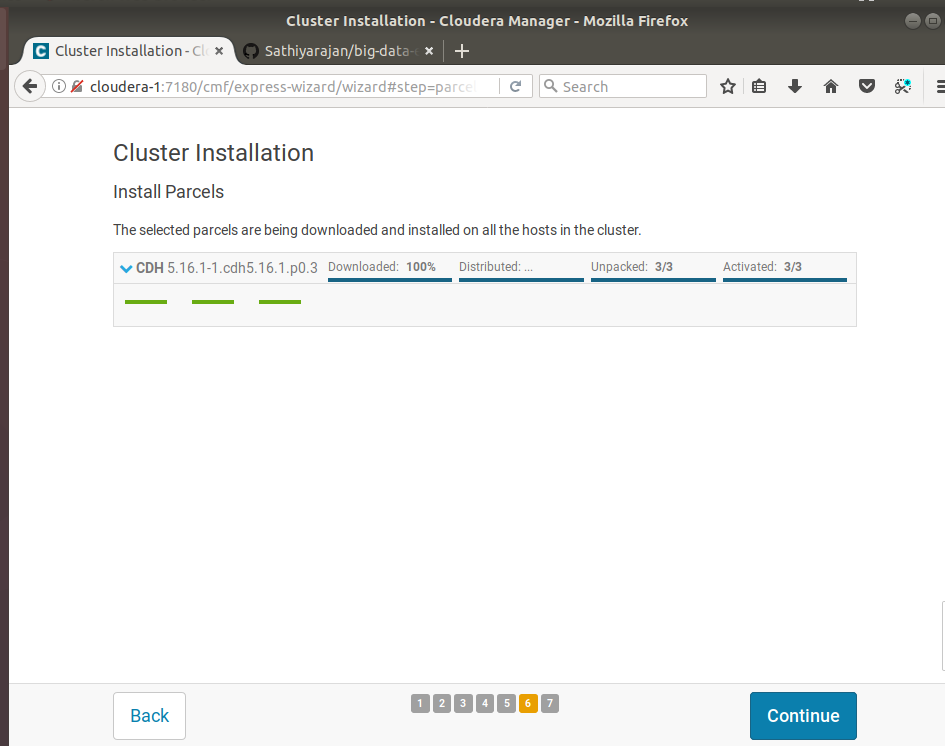 Cluster Installation - Cloudera Manager - Mozilla Firefox
Cluster Installation - Cl
Sathiyarajan/big-data-
cloudera-1:7180/cmf/express-wizard/wizard#step=parcel
Search
Cluster Installation
Install Parcels
The selected parcels are being downloaded and installed on all the hosts in the cluster.
CDH 5.16.1-1.cdh5.16.1.p0.3 Downloaded: 100% Distributed: ... Unpacked: 3/3 Activated: 3/3
Back 1 2 3 4 5 6 7 Continue